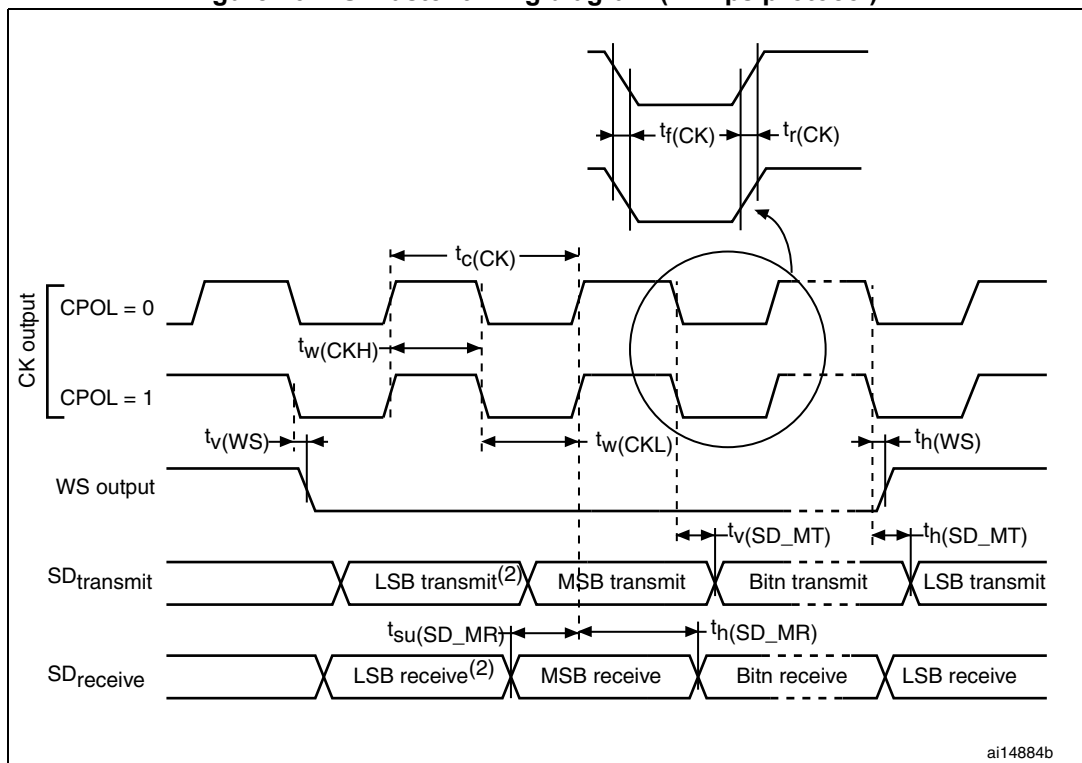 tf(CK) tr(CK)
tc(CK)
CK output
CPOL = 0
tw(CKH)
CPOL = 1
tv(WS) tw(CKL) th(WS)
WS output
tv(SD_MT) th(SD_MT)
SDtransmit LSB transmit(2) MSB transmit Bitn transmit LSB transmit
tsu(SD_MR) th(SD_MR)
SDreceive LSB receive(2) MSB receive Bitn receive LSB receive
ai14884b